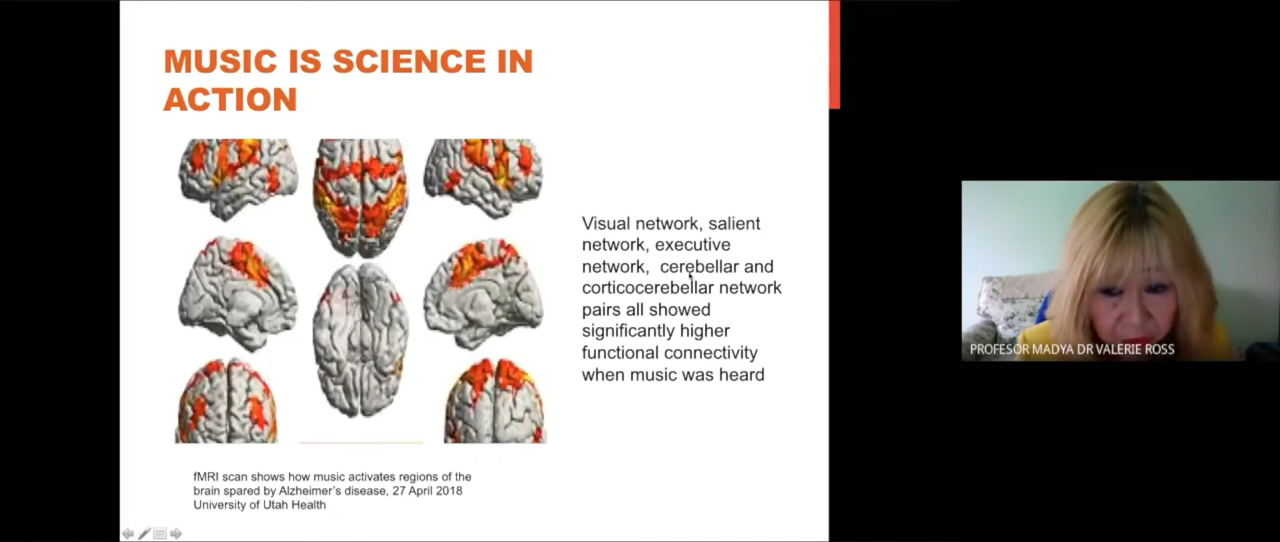 MUSIC IS SCIENCE IN
ACTION
Visual network, salient
network, executive
network, cerebellar and
corticocerebellar network
pairs all showed
significantly higher
functional connectivity
when music was heard
fMRI scan shows how music activates regions of the
brain spared by Alzheimer's disease, 27 April 2018
University of Utah Health
PROFESOR MADYA DR VALERIE ROSS